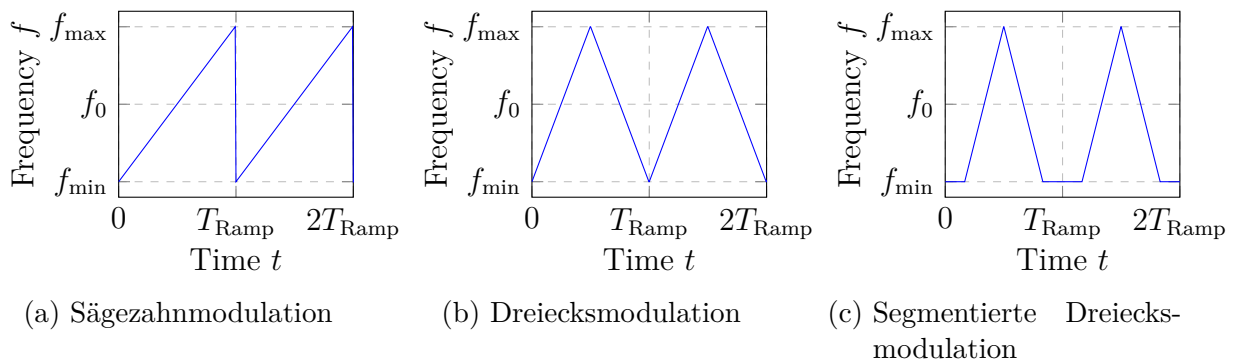 Frequency f
f_max
f_0
f_min
0 T_Ramp 2T_Ramp
Time t
(a) Sägezahnmodulation
Frequency f
f_max
f_0
f_min
0 T_Ramp 2T_Ramp
Time t
(b) Dreiecksmodulation
Frequency f
f_max
f_0
f_min
0 T_Ramp 2T_Ramp
Time t
(c) Segmentierte Dreiecks-
modulation